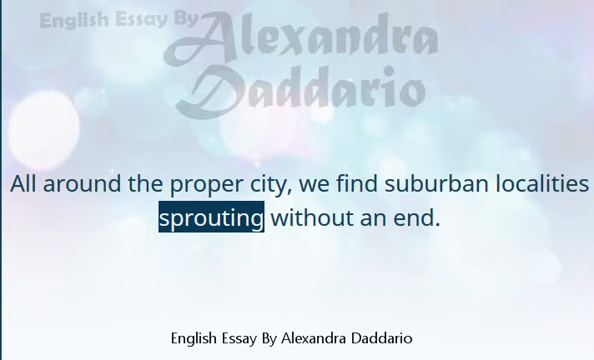 English Essay By
Alexandra
Daddario
All around the proper city, we find suburban localities
sprouting without an end.
English Essay By Alexandra Daddario